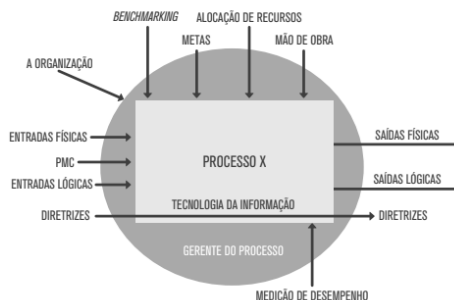 BENCHMARKING
ALOCAÇÃO DE RECURSOS
METAS
MÃO DE OBRA
A ORGANIZAÇÃO
ENTRADAS FÍSICAS
PMC
ENTRADAS LÓGICAS
DIRETRIZES
PROCESSO X
TECNOLOGIA DA INFORMAÇÃO
SAÍDAS FÍSICAS
SAÍDAS LÓGICAS
DIRETRIZES
GERENTE DO PROCESSO
MEDIÇÃO DE DESEMPENHO